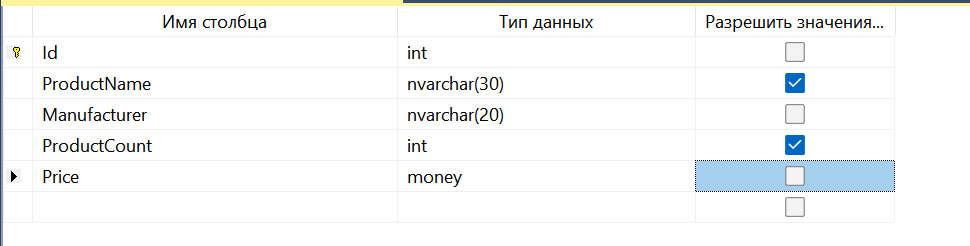 Имя столбца Тип данных Разрешить значения...
Id int
ProductName nvarchar(30)
Manufacturer nvarchar(20)
ProductCount int
Price money